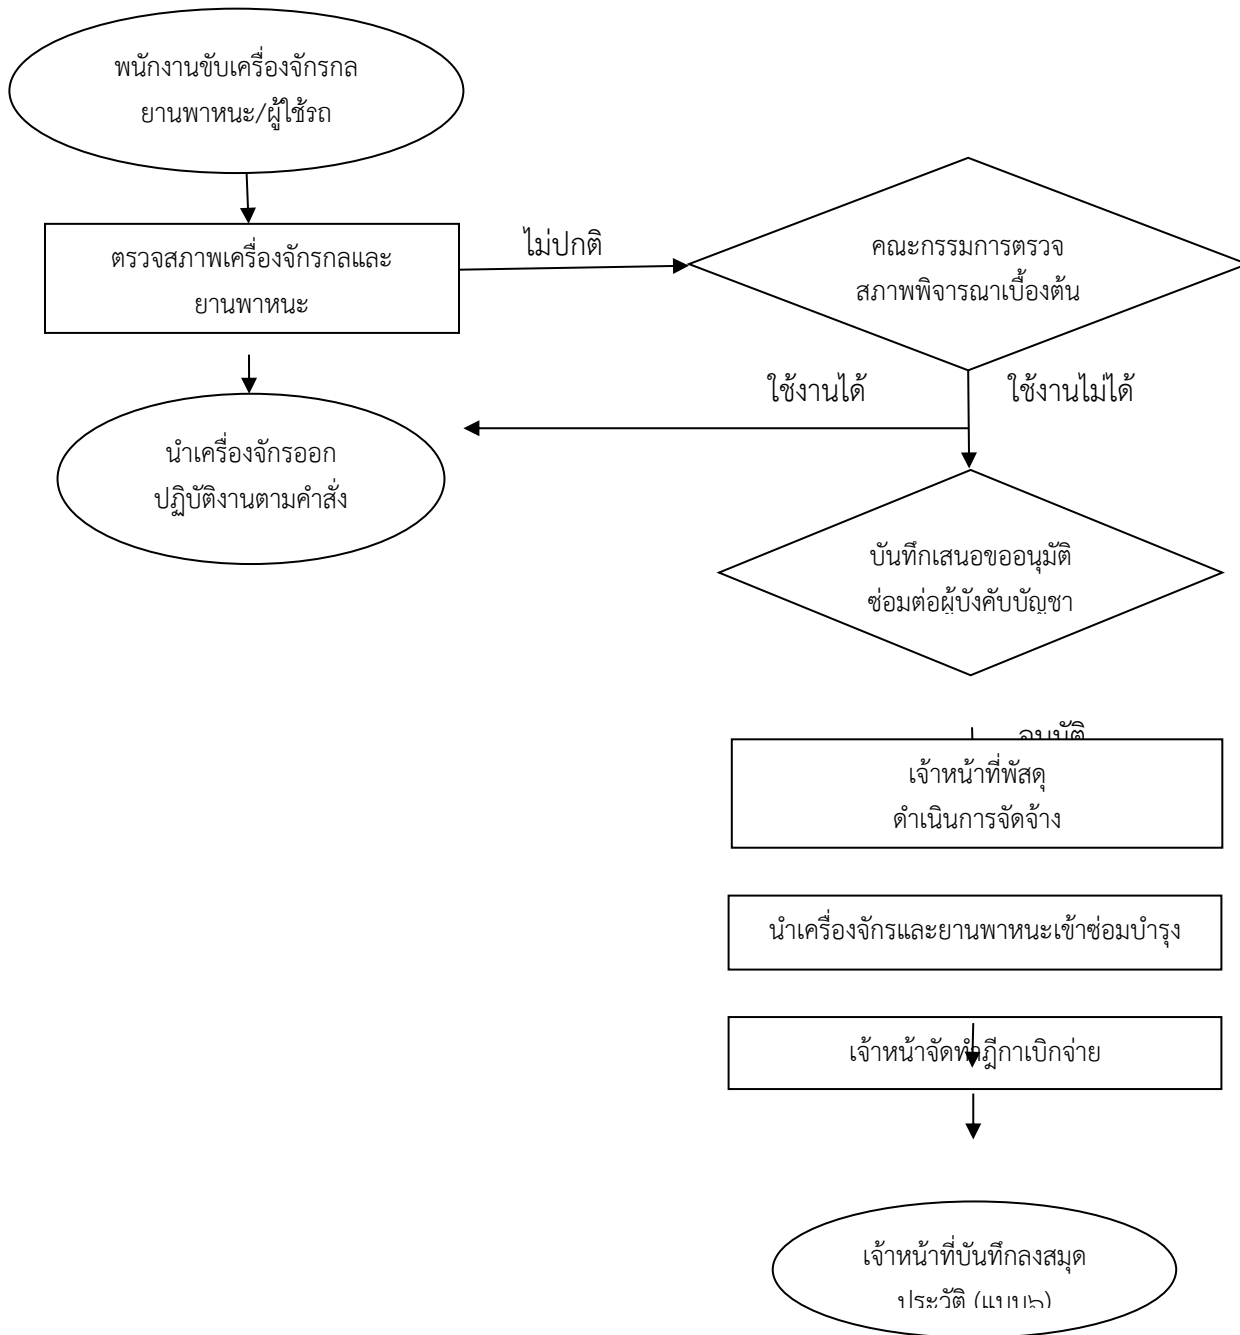 พนักงานขับเครื่องจักรกล
ยานพาหนะ/ผู้ใช้รถ
ตรวจสภาพเครื่องจักรกลและ
ยานพาหนะ
ไม่ปกติ
คณะกรรมการตรวจ
สภาพพิจารณาเบื้องต้น
ใช้งานได้
ใช้งานไม่ได้
นำเครื่องจักรออก
ปฏิบัติงานตามคำสั่ง
บันทึกเสนอขออนุมัติ
ซ่อมต่อผู้บังคับบัญชา
อนุมัติ
เจ้าหน้าที่พัสดุ
ดำเนินการจัดจ้าง
นำเครื่องจักรและยานพาหนะเข้าซ่อมบำรุง
เจ้าหน้าจัดทำฎีกาเบิกจ่าย
เจ้าหน้าที่บันทึกลงสมุด
ประวัติ (แบบ๖)